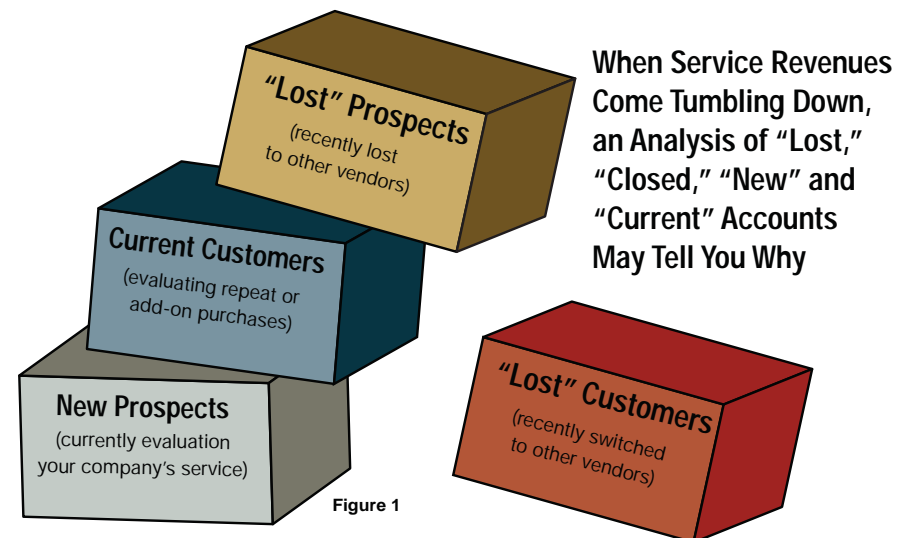 “Lost” Prospects
(recently lost
to other vendors)
When Service Revenues
Come Tumbling Down,
an Analysis of “Lost,”
“Closed,” “New” and
“Current” Accounts
May Tell You Why
Current Customers
(evaluating repeat or
add-on purchases)
New Prospects
(currently evaluation
your company’s service)
“Lost” Customers
(recently switched
to other vendors)
Figure 1